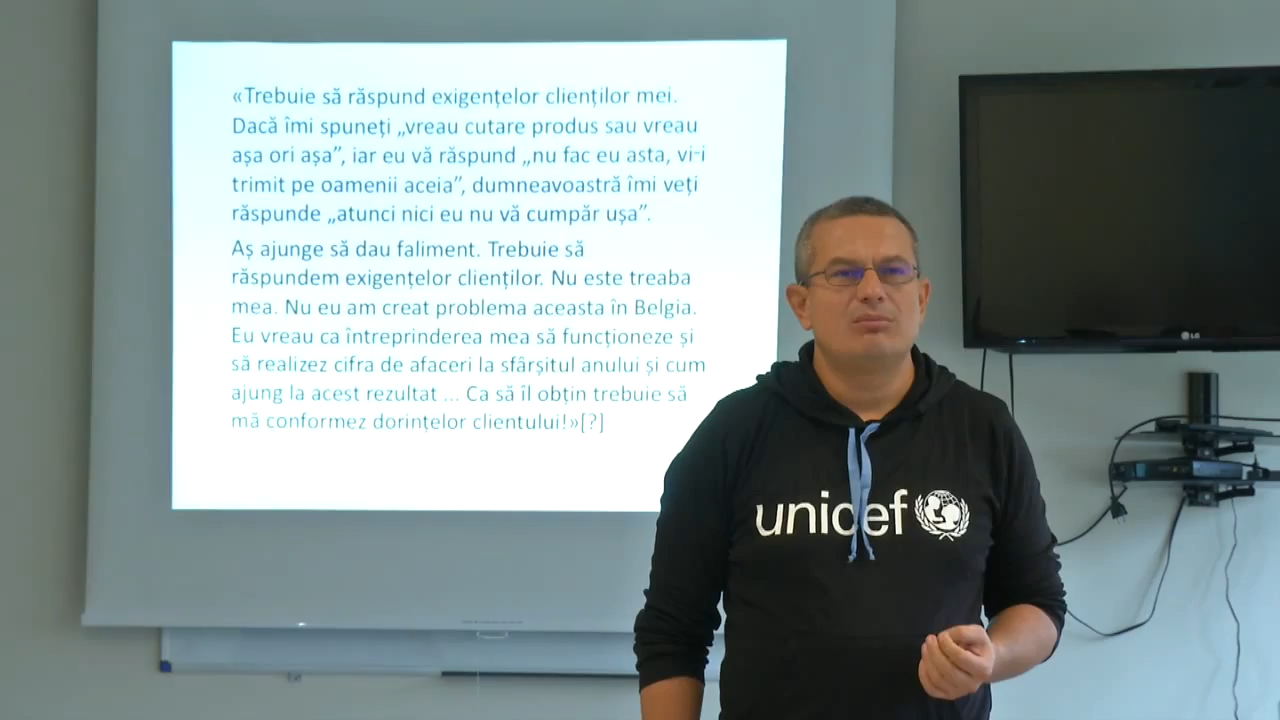 «Trebuie să răspund exigențelor clienților mei.
Dacă îmi spuneți „vreau cutare produs sau vreau
așa ori așa”, iar eu vă răspund „nu fac eu asta, vi-i
trimit pe oamenii aceia”, dumneavoastră îmi veți
răspunde „atunci nici eu nu vă cumpăr ușa”.
Aș ajunge să dau faliment. Trebuie să
răspundem exigențelor clienților. Nu este treaba
mea. Nu eu am creat problema aceasta în Belgia.
Eu vreau ca întreprinderea mea să funcționeze și
să realizez cifra de afaceri la sfârșitul anului și cum
ajung la acest rezultat ... Ca să îl obțin trebuie să
mă conformez dorințelor clientului!»[?]
unicef
LG